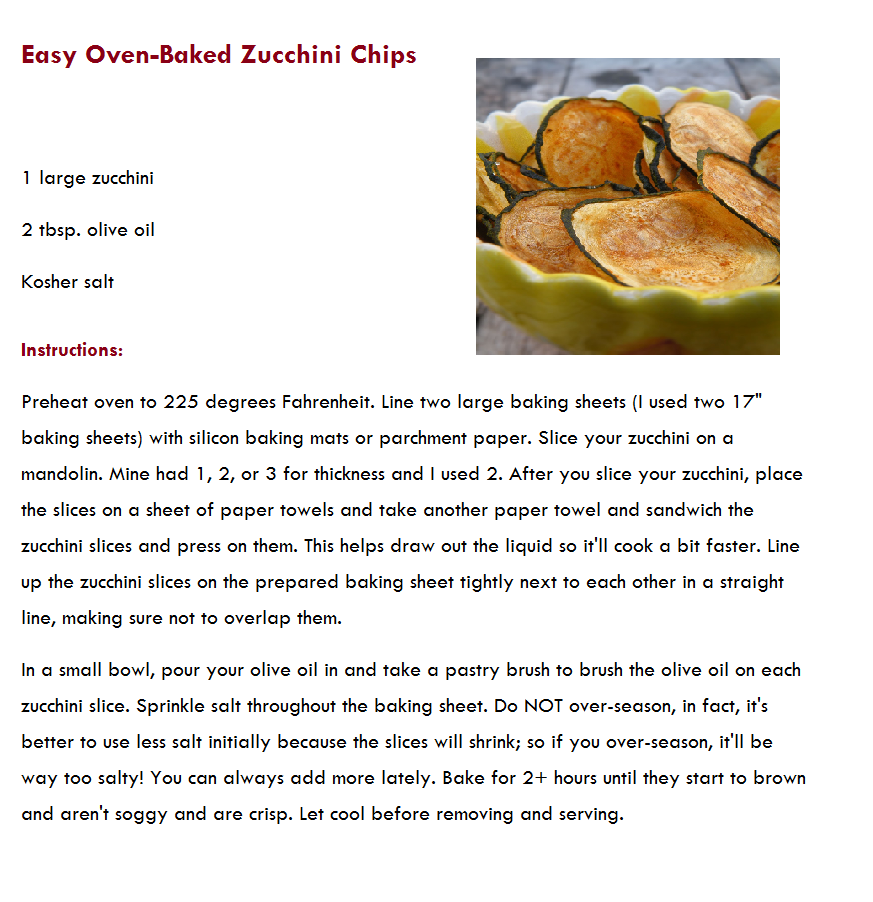 Easy Oven-Baked Zucchini Chips
1 large zucchini
2 tbsp. olive oil
Kosher salt
Instructions:
Preheat oven to 225 degrees Fahrenheit. Line two large baking sheets (I used two 17"
baking sheets) with silicon baking mats or parchment paper. Slice your zucchini on a
mandolin. Mine had 1, 2, or 3 for thickness and I used 2. After you slice your zucchini, place
the slices on a sheet of paper towels and take another paper towel and sandwich the
zucchini slices and press on them. This helps draw out the liquid so it'll cook a bit faster. Line
up the zucchini slices on the prepared baking sheet tightly next to each other in a straight
line, making sure not to overlap them.
In a small bowl, pour your olive oil in and take a pastry brush to brush the olive oil on each
zucchini slice. Sprinkle salt throughout the baking sheet. Do NOT over-season, in fact, it's
better to use less salt initially because the slices will shrink; so if you over-season, it'll be
way too salty! You can always add more lately. Bake for 2+ hours until they start to brown
and aren't soggy and are crisp. Let cool before removing and serving.